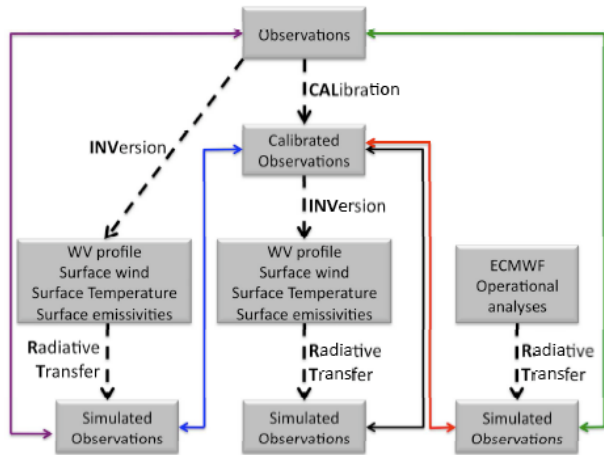 Observations
CALibration
INVersion
Calibrated
Observations
INVersion
WV profile
Surface wind
Surface Temperature
Surface emissivities
WV profile
Surface wind
Surface Temperature
Surface emissivities
ECMWF
Operational
analyses
Radiative
Transfer
Radiative
Transfer
Radiative
Transfer
Simulated
Observations
Simulated
Observations
Simulated
Observations